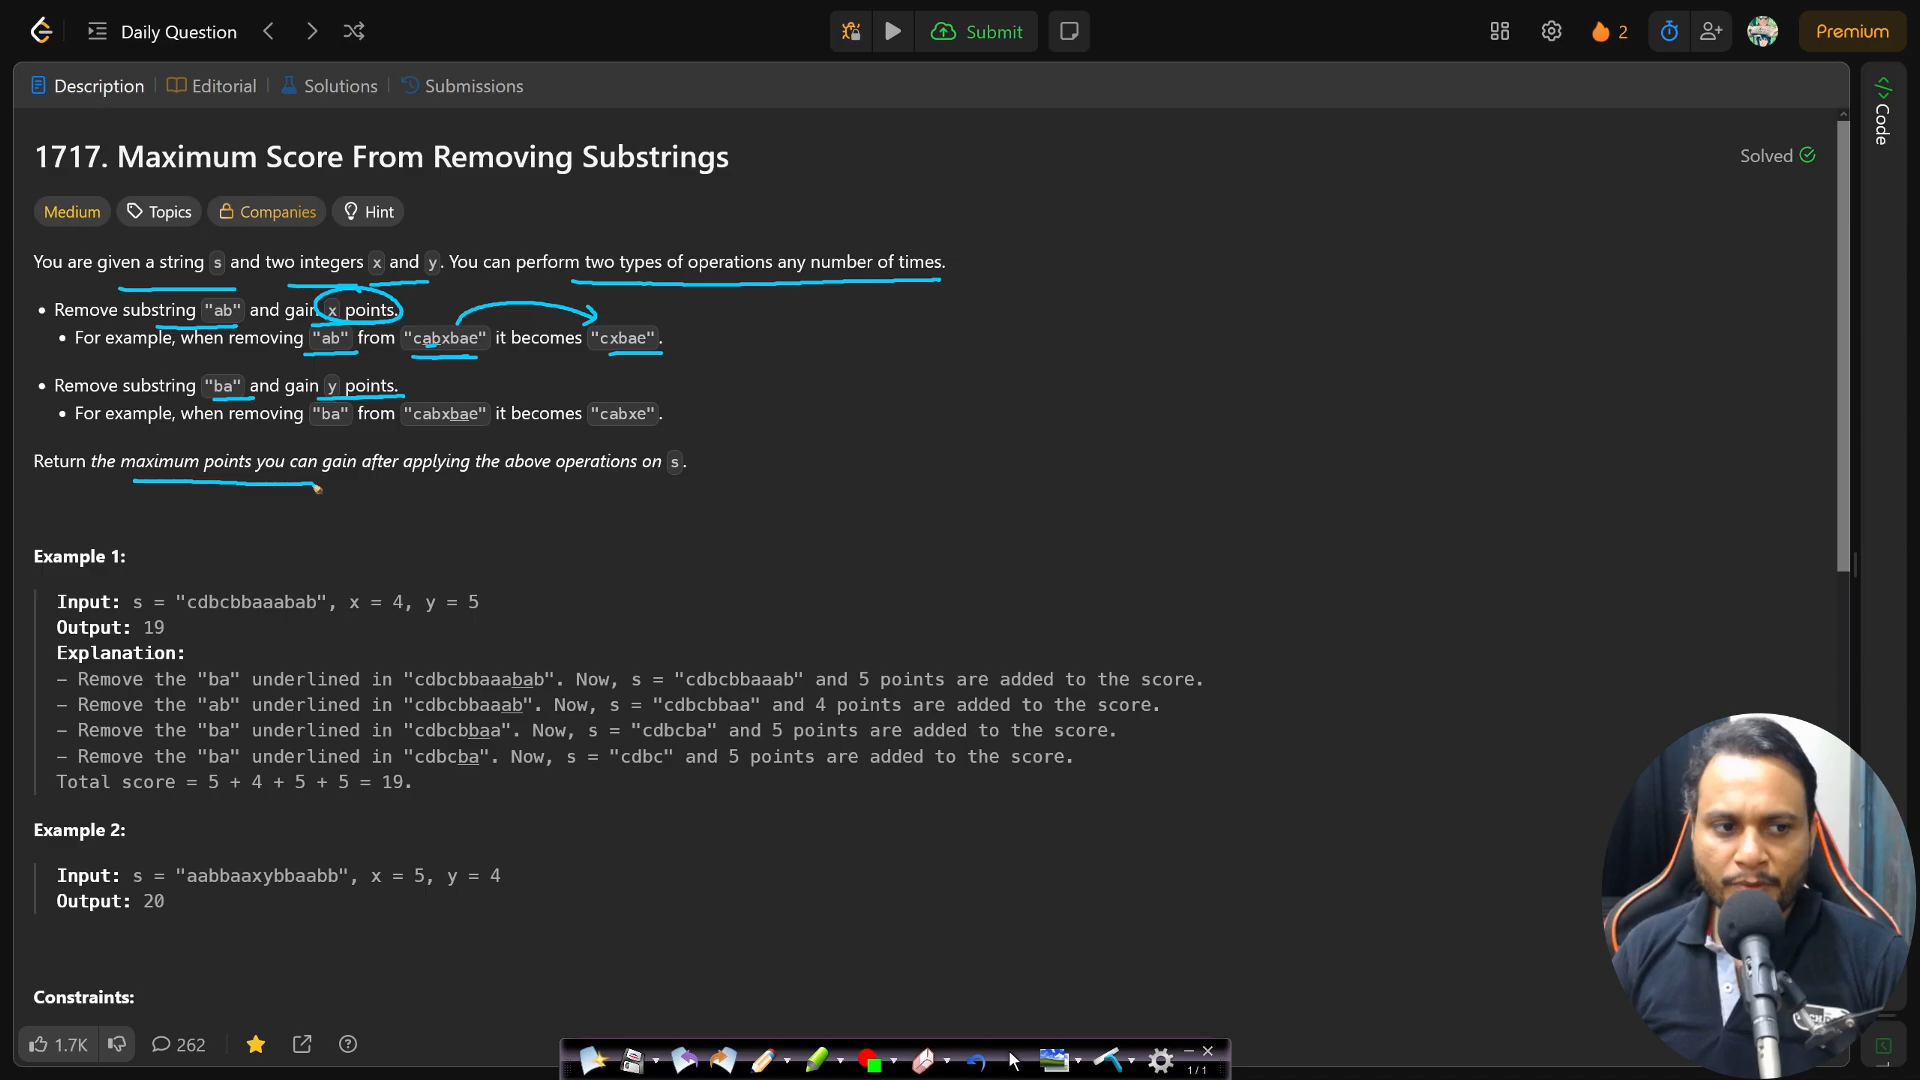 Daily Question
Submit
2
Premium
Description
Editorial
Solutions
Submissions
Code
1717. Maximum Score From Removing Substrings
Solved
Medium
Topics
Companies
Hint
You are given a string s and two integers x and y. You can perform two types of operations any number of times.
• Remove substring "ab" and gain x points.
• For example, when removing "ab" from "cabxbae" it becomes "cxbae".
• Remove substring "ba" and gain y points.
• For example, when removing "ba" from "cabxbae" it becomes "cabxe".
Return the maximum points you can gain after applying the above operations on s.
Example 1:
Input: s = "cdbcbbaaabab", x = 4, y = 5
Output: 19
Explanation:
- Remove the "ba" underlined in "cdbcbbaaabab". Now, s = "cdbcbbaaab" and 5 points are added to the score.
- Remove the "ab" underlined in "cdbcbbaaab". Now, s = "cdbcbbaa" and 4 points are added to the score.
- Remove the "ba" underlined in "cdbcbbaa". Now, s = "cdbcba" and 5 points are added to the score.
- Remove the "ba" underlined in "cdbcba". Now, s = "cdbc" and 5 points are added to the score.
Total score = 5 + 4 + 5 + 5 = 19.
Example 2:
Input: s = "aabbaaxybbaabb", x = 5, y = 4
Output: 20
Constraints:
1.7K
262
1/1